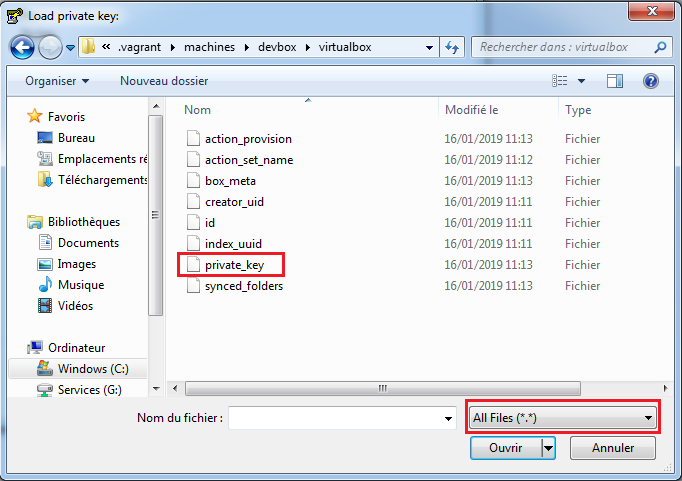 Load private key:
« .vagrant machines devbox virtualbox
Rechercher dans : virtualbox
Organiser Nouveau dossier
Nom Modifié le Type
Favoris
Bureau
Emplacements ré
Téléchargements
Bibliothèques
Documents
Images
Musique
Vidéos
Ordinateur
Windows (C:)
Services (G:)
action_provision 16/01/2019 11:13 Fichier
action_set_name 16/01/2019 11:12 Fichier
box_meta 16/01/2019 11:13 Fichier
creator_uid 16/01/2019 11:11 Fichier
id 16/01/2019 11:11 Fichier
index_uuid 16/01/2019 11:11 Fichier
private_key 16/01/2019 11:13 Fichier
synced_folders 16/01/2019 11:13 Fichier
Nom du fichier :
All Files (*.*)
Ouvrir Annuler